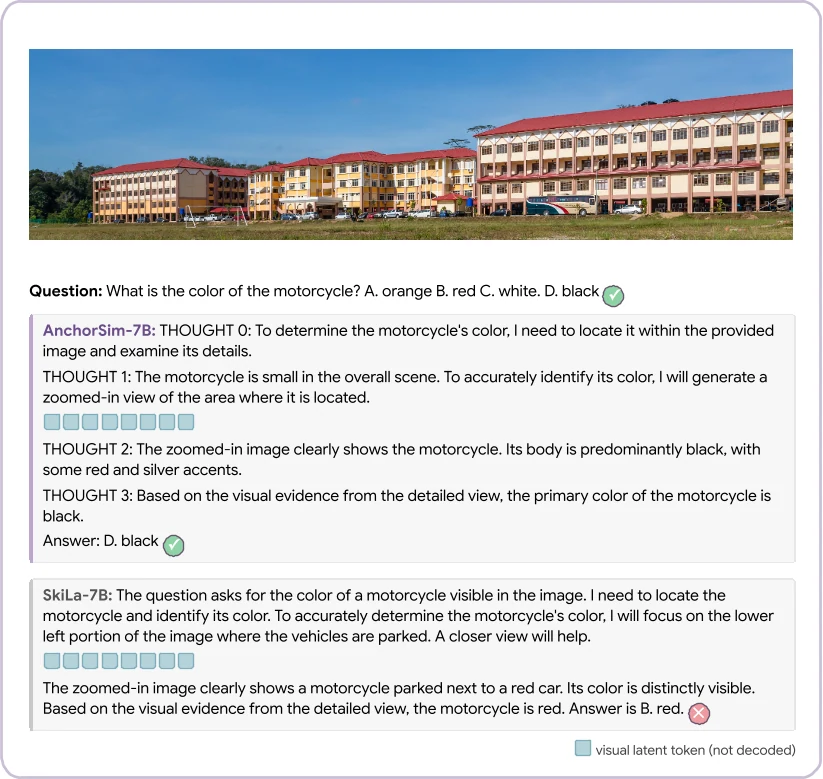 Question: What is the color of the motorcycle? A. orange B. red C. white. D. black
AnchorSim-7B: THOUGHT 0: To determine the motorcycle's color, I need to locate it within the provided
image and examine its details.
THOUGHT 1: The motorcycle is small in the overall scene. To accurately identify its color, I will generate a
zoomed-in view of the area where it is located.
THOUGHT 2: The zoomed-in image clearly shows the motorcycle. Its body is predominantly black, with
some red and silver accents.
THOUGHT 3: Based on the visual evidence from the detailed view, the primary color of the motorcycle is
black.
Answer: D. black
SkiLa-7B: The question asks for the color of a motorcycle visible in the image. I need to locate the
motorcycle and identify its color. To accurately determine the motorcycle's color, I will focus on the lower
left portion of the image where the vehicles are parked. A closer view will help.
The zoomed-in image clearly shows a motorcycle parked next to a red car. Its color is distinctly visible.
Based on the visual evidence from the detailed view, the motorcycle is red. Answer is B. red.
visual latent token (not decoded)